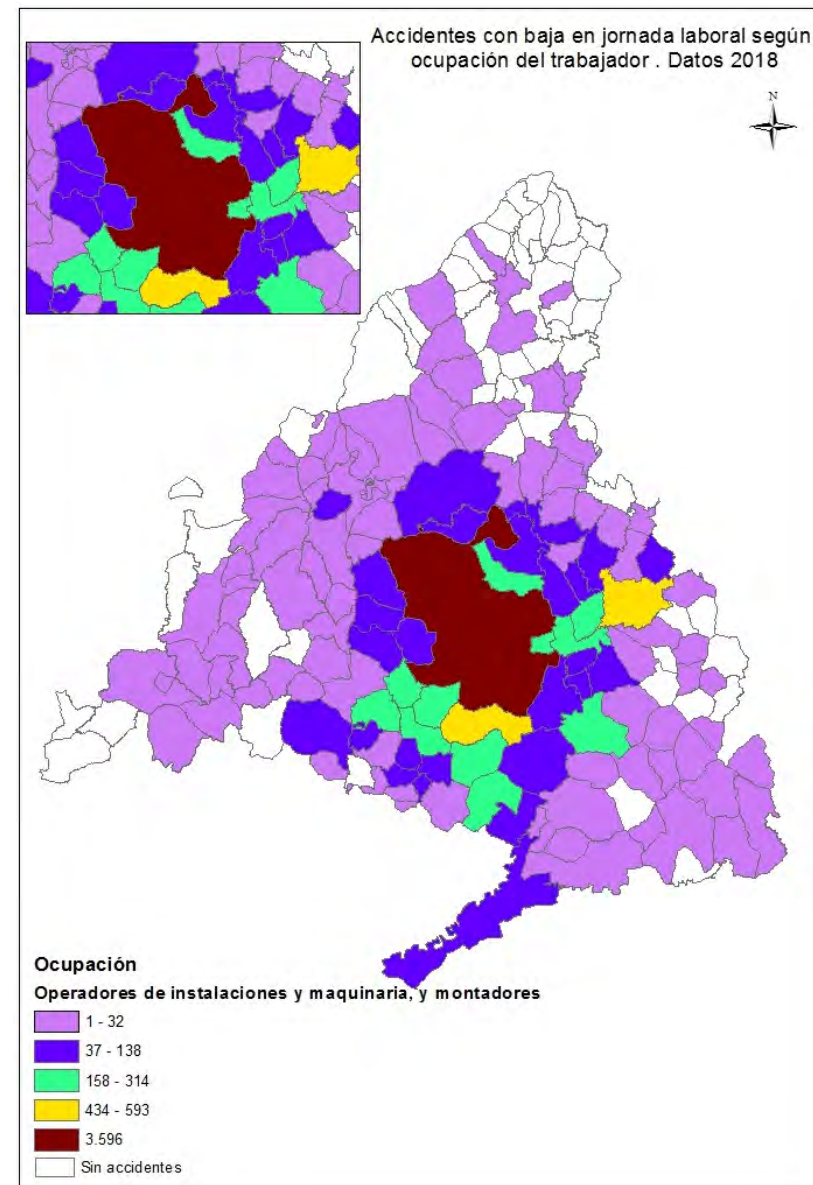 Accidentes con baja en jornada laboral según
ocupación del trabajador . Datos 2018
N
Ocupación
Operadores de instalaciones y maquinaria, y montadores
1 - 32
37 - 138
158 - 314
434 - 593
3.596
Sin accidentes